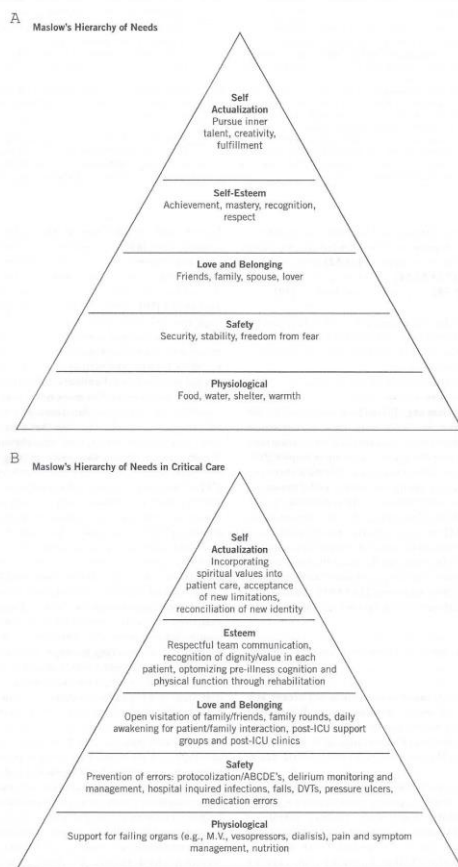 A
Maslow's Hierarchy of Needs
Self
Actualization
Pursue inner
talent, creativity,
fulfillment
Self-Esteem
Achievement, mastery, recognition,
respect
Love and Belonging
Friends, family, spouse, lover
Safety
Security, stability, freedom from fear
Physiological
Food, water, shelter, warmth
B
Maslow's Hierarchy of Needs in Critical Care
Self
Actualization
Incorporating
spiritual values into
patient care, acceptance
of new limitations,
reconciliation of new identity
Esteem
Respectful team communication,
recognition of dignity/value in each
patient, optomizing pre-illness cognition and
physical function through rehabilitation
Love and Belonging
Open visitation of family/friends, family rounds, daily
awakening for patient/family interaction, post-ICU support
groups and post-ICU clinics
Safety
Prevention of errors: protocolization/ABCDE's, delirium monitoring and
management, hospital inquired infections, falls, DVTs, pressure ulcers,
medication errors
Physiological
Support for failing organs (e.g., M.V., vesopressors, dialisis), pain and symptom
management, nutrition